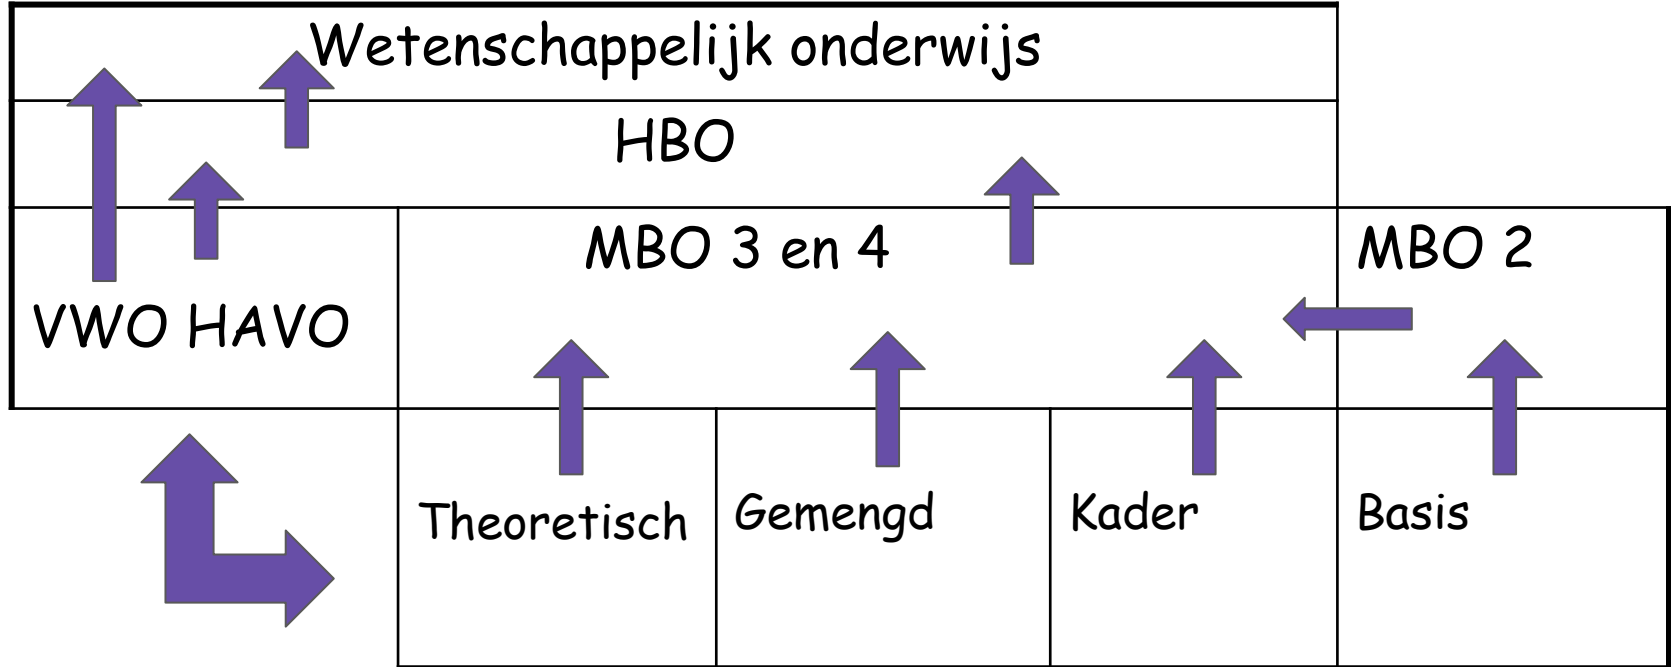 Wetenschappelijk onderwijs
HBO
MBO 3 en 4
MBO 2
VWO HAVO
Theoretisch
Gemengd
Kader
Basis